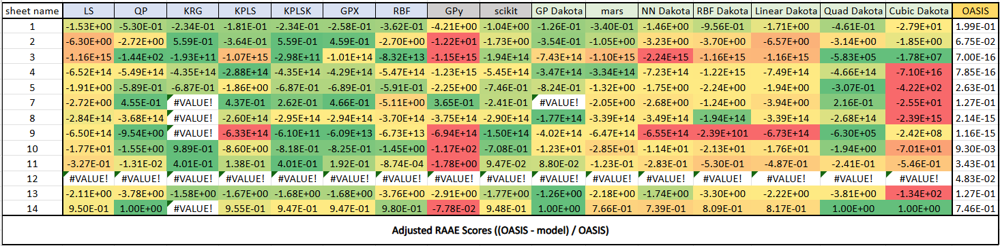 sheet name LS QP KRG KPLS KPLSK GPX RBF GPy scikit GP Dakota mars NN Dakota RBF Dakota Linear Dakota Quad Dakota Cubic Dakota OASIS
1 -1.53E+00 -5.30E-01 -2.34E-01 -1.81E-01 -2.34E-01 -2.58E-01 -3.62E-01 -4.21E+00 -1.04E+00 -1.26E-01 -3.40E-01 -1.46E+00 -9.56E-01 -1.71E+00 -4.61E-01 -2.79E+01 1.99E-01
2 -6.30E+00 -2.72E+00 5.59E-01 -3.64E-01 5.59E-01 4.59E-01 -2.70E+00 -1.22E+01 -1.73E+00 -3.54E-01 -1.05E+00 -3.23E+00 -3.70E+00 -6.57E+00 -3.14E+00 -1.85E+00 6.75E-02
3 -1.16E+15 -1.44E+02 -1.93E+11 -1.07E+15 -2.98E+11 -1.01E+14 -8.32E+13 -1.15E+15 -1.94E+14 -7.43E+14 -1.10E+15 -2.24E+15 -1.16E+15 -1.16E+15 -5.83E+05 -1.78E+07 7.00E-16
4 -6.52E+14 -5.49E+14 -4.35E+14 -2.88E+14 -4.35E+14 -4.29E+14 -5.47E+14 -1.23E+15 -5.45E+14 -3.47E+14 -3.34E+14 -7.23E+14 -1.22E+15 -7.49E+14 -4.66E+14 -7.10E+16 7.85E-16
5 -1.91E+00 -5.89E-01 -6.87E-01 -1.86E+00 -6.87E-01 -6.89E-01 -5.91E-01 -2.25E+00 -7.46E-01 -8.24E-01 -1.32E+00 -1.75E+00 -2.24E+00 -1.94E+00 -3.07E-01 -4.22E+02 2.63E-01
7 -2.72E+00 4.55E-01 #VALUE! 4.37E-01 2.62E-01 4.66E-01 -5.11E+00 3.65E-01 -2.41E-01 #VALUE! -2.05E+00 -2.68E+00 -1.24E+00 -3.94E+00 2.16E-01 -2.55E+01 1.27E-01
8 -2.84E+14 -3.68E+14 #VALUE! -2.60E+14 -2.95E+14 -2.94E+14 -3.70E+14 -3.75E+14 -2.90E+14 -1.77E+14 -3.39E+14 -3.49E+14 -1.94E+14 -3.39E+14 -2.68E+14 -2.39E+15 2.14E-15
9 -6.50E+14 -9.54E+00 #VALUE! -6.33E+14 -6.10E+11 -6.09E+13 -6.73E+13 -6.94E+14 -1.50E+14 -4.02E+14 -6.47E+14 -6.55E+14 -2.39E+101 -6.73E+14 -6.30E+05 -2.42E+08 1.16E-15
10 -1.77E+01 -1.55E+00 9.89E-01 -8.60E+00 -8.18E-01 -8.25E-01 -1.45E+00 -1.17E+02 -7.08E-01 -1.23E+01 -2.85E+01 -1.14E+01 -2.13E+01 -1.76E+01 -1.94E+00 -7.01E+01 9.30E-03
11 -3.27E-01 -1.31E-02 4.01E-01 1.38E-01 4.01E-01 1.92E-01 -8.74E-04 -1.78E+00 9.47E-02 8.80E-02 -1.23E-01 -2.83E-01 -5.30E-01 -4.87E-01 -2.41E-01 -5.46E-01 3.43E-01
12 #VALUE! #VALUE! #VALUE! #VALUE! #VALUE! #VALUE! #VALUE! #VALUE! #VALUE! #VALUE! #VALUE! #VALUE! #VALUE! #VALUE! #VALUE! #VALUE! 4.83E-02
13 -2.11E+00 -3.78E+00 -1.58E+00 -1.67E+00 -1.68E+00 -1.68E+00 -3.76E+00 -2.91E+00 -1.77E+00 -1.26E+00 -2.18E+00 -1.74E+00 -3.30E+00 -2.22E+00 -3.81E+00 -1.34E+02 1.53E-01
14 9.50E-01 1.00E+00 #VALUE! 9.55E-01 9.47E-01 9.47E-01 9.80E-01 -7.78E-02 9.48E-01 1.00E+00 7.66E-01 7.39E-01 8.09E-01 8.17E-01 1.00E+00 1.00E+00 7.46E-01
Adjusted RAAE Scores ((OASIS - model) / OASIS)